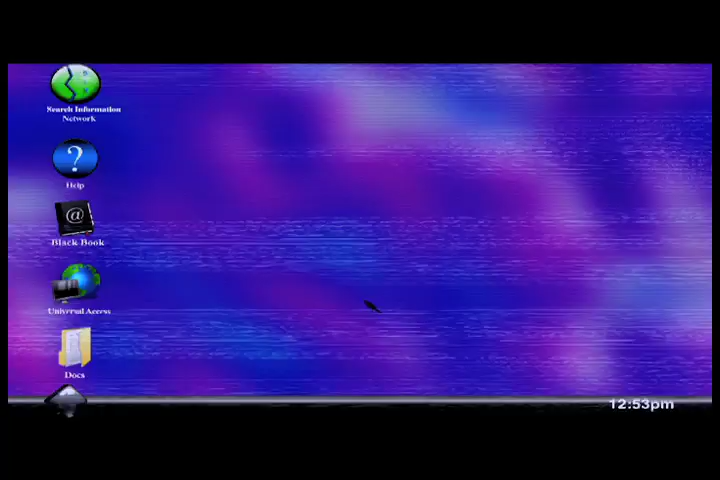 Search Information
Network
?
Help
@
Black Book
Universal Access
Docs
12:53pm